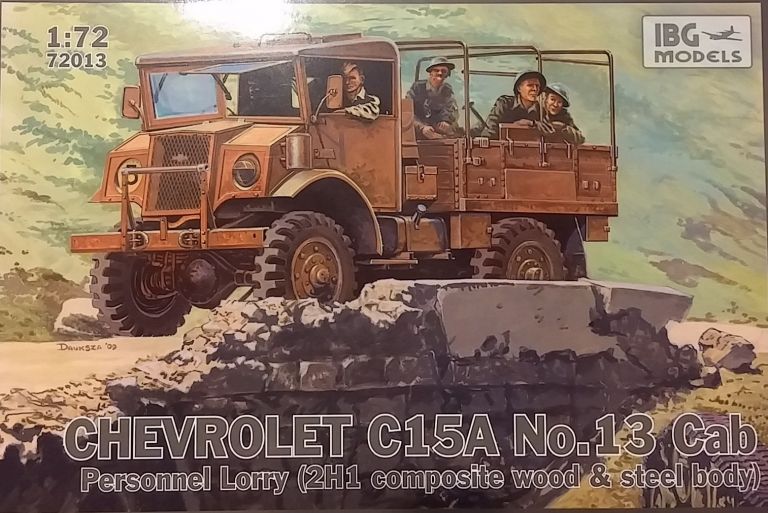 1:72
72013
IBG
MODELS
DAUKSZA '09
CHEVROLET C15A No.13 Cab
Personnel Lorry (2H1 composite wood & steel body)